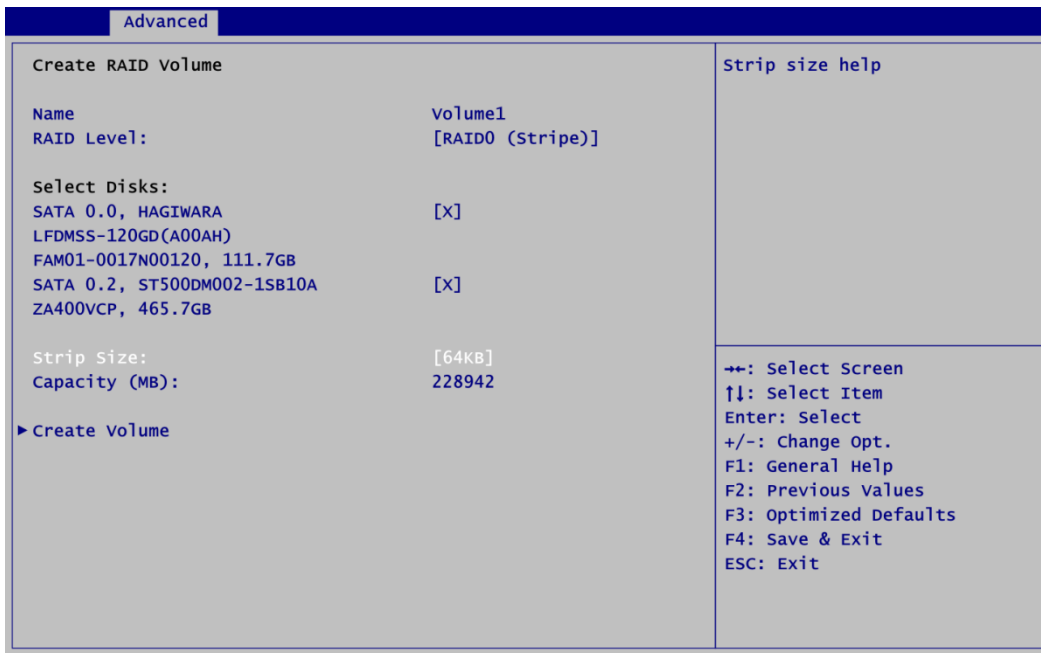 Advanced
Create RAID Volume
Name Volume1
RAID Level: [RAID0 (Stripe)]
Select Disks:
SATA 0.0, HAGIWARA [X]
LFDMSS-120GD(A00AH)
FAM01-0017N00120, 111.7GB
SATA 0.2, ST500DM002-1SB10A [X]
ZA400VCP, 465.7GB
Strip Size: [64KB]
Capacity (MB): 228942
► Create Volume
Strip size help
→←: Select Screen
↑↓: Select Item
Enter: Select
+/-: Change Opt.
F1: General Help
F2: Previous Values
F3: Optimized Defaults
F4: Save & Exit
ESC: Exit